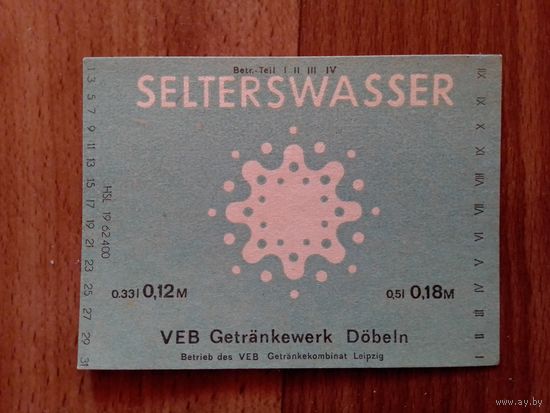 Betr.-Teil I II III IV
SELTERSWASSER
1 3 5 7 9 11 13 15 17 19 21 23 25 27 29 31
HSL 19 62 400
0,33 l 0,12 M
0,5 l 0,18 M
I II III IV V VI VII VIII IX X XI XII
VEB Getränkewerk Döbeln
Betrieb des VEB Getränkekombinat Leipzig
www.ay.by